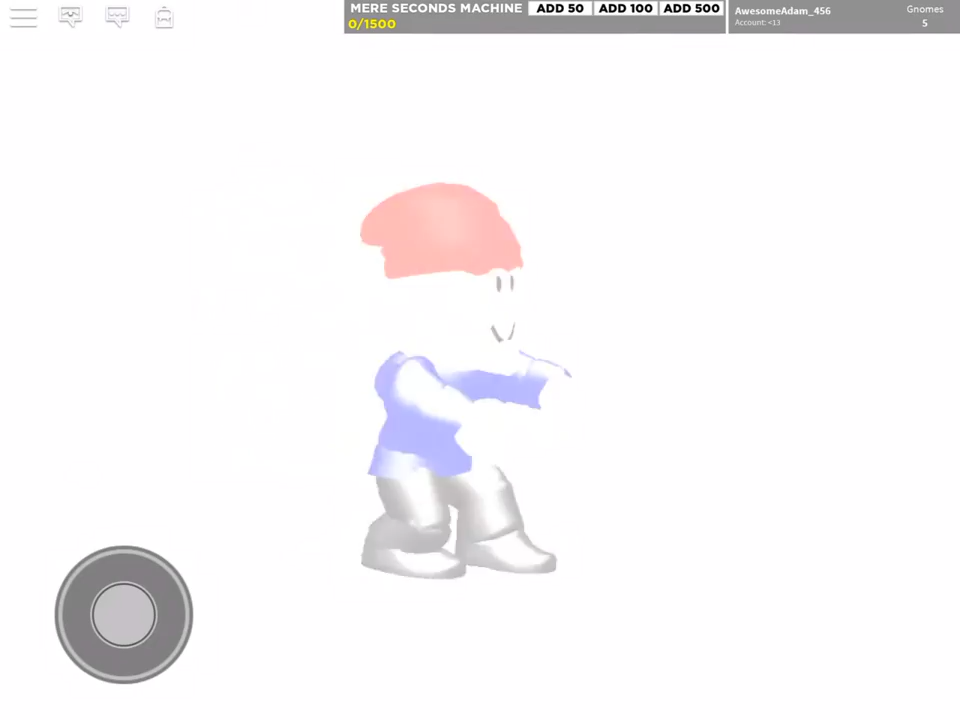 MERE SECONDS MACHINE ADD 50 ADD 100 ADD 500
0/1500
AwesomeAdam_456
Account: <13
Gnomes
5